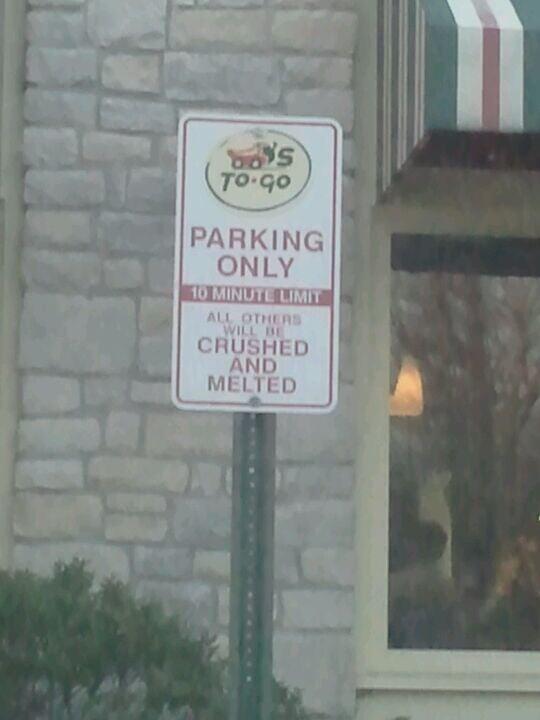 'S
TO·GO
PARKING
ONLY
10 MINUTE LIMIT
ALL OTHERS
WILL BE
CRUSHED
AND
MELTED